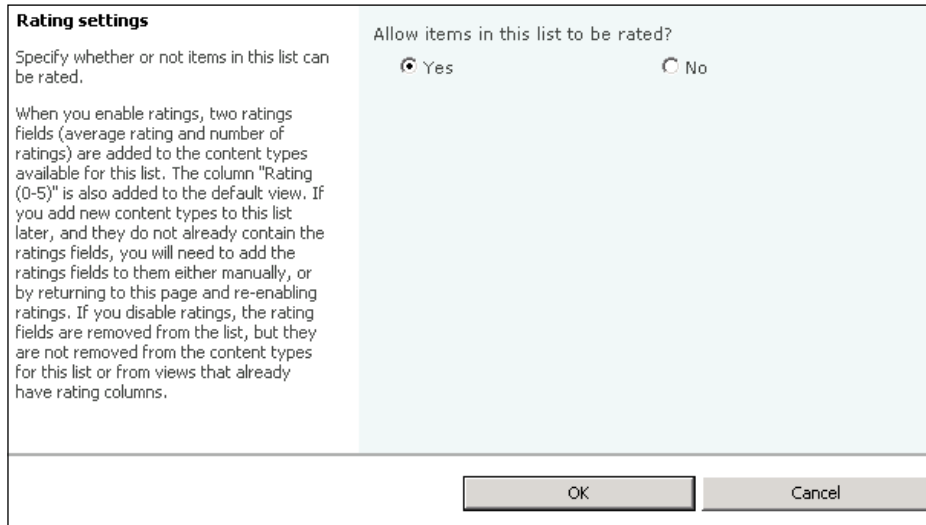 Rating settings
Specify whether or not items in this list can
be rated.
When you enable ratings, two ratings
fields (average rating and number of
ratings) are added to the content types
available for this list. The column "Rating
(0-5)" is also added to the default view. If
you add new content types to this list
later, and they do not already contain the
ratings fields, you will need to add the
ratings fields to them either manually, or
by returning to this page and re-enabling
ratings. If you disable ratings, the rating
fields are removed from the list, but they
are not removed from the content types
for this list or from views that already
have rating columns.
Allow items in this list to be rated?
Yes No
OK Cancel